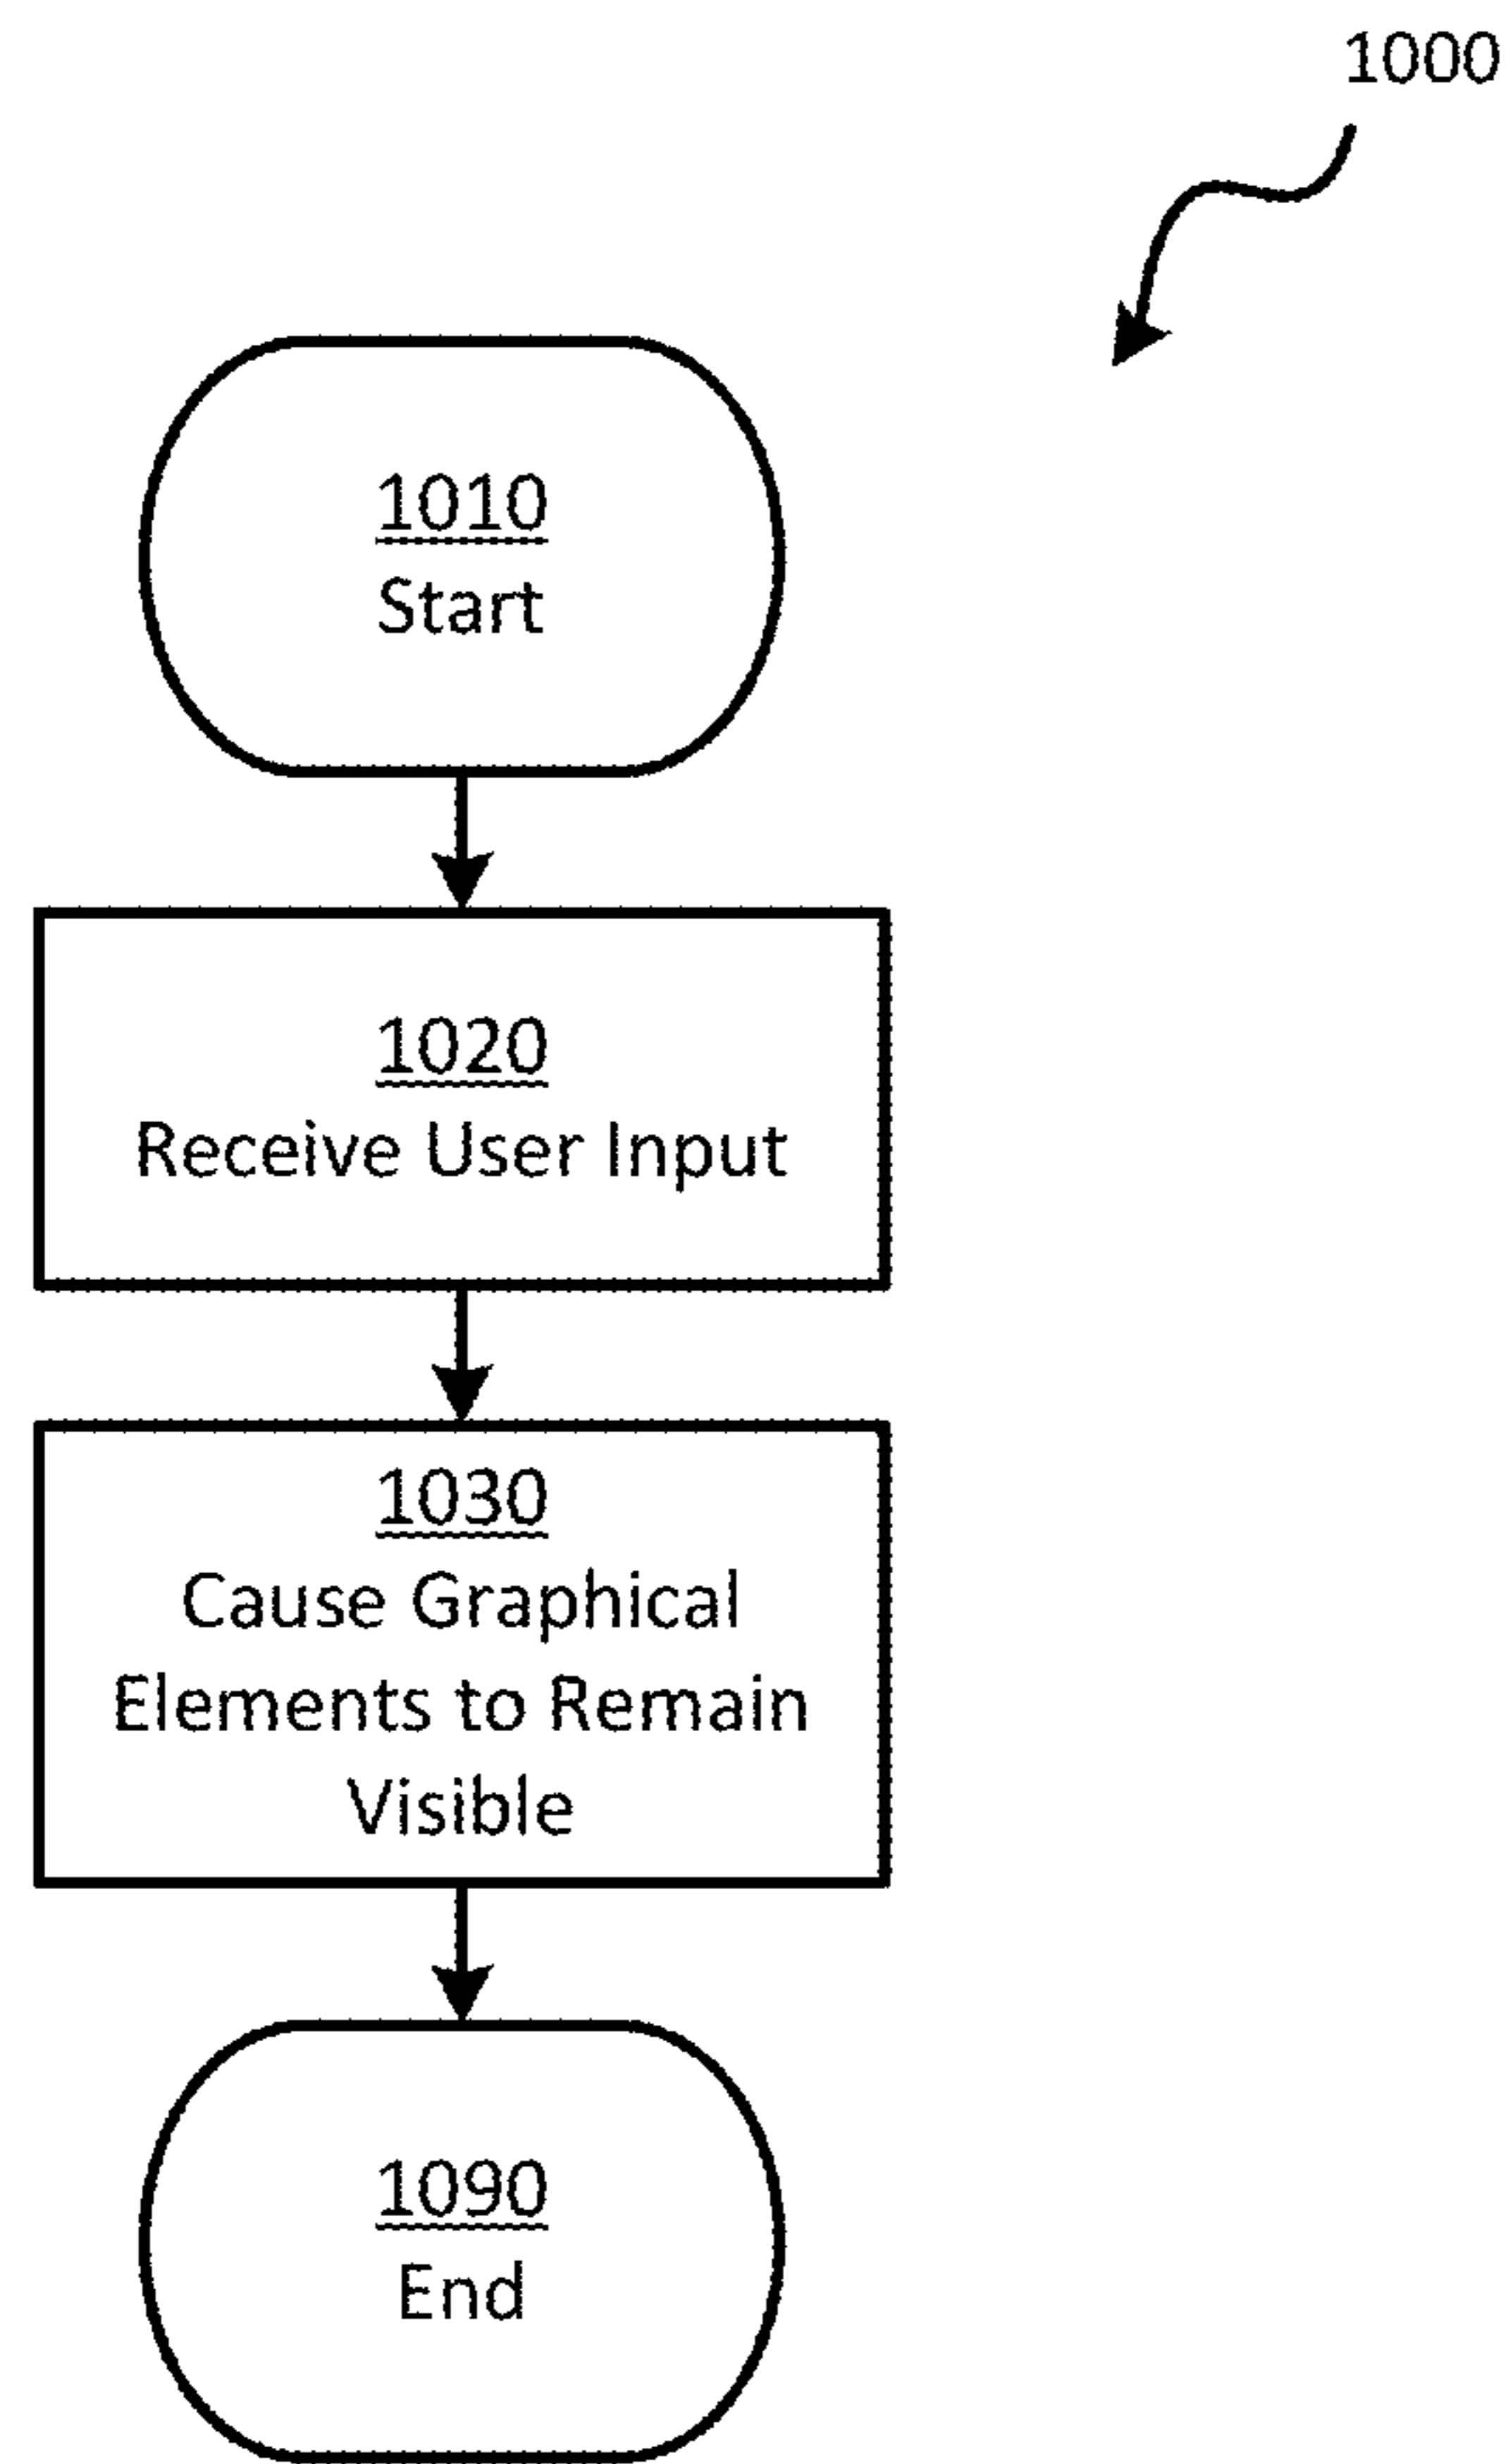 1000
1010
Start
1020
Receive User Input
1030
Cause Graphical
Elements to Remain
Visible
1090
End